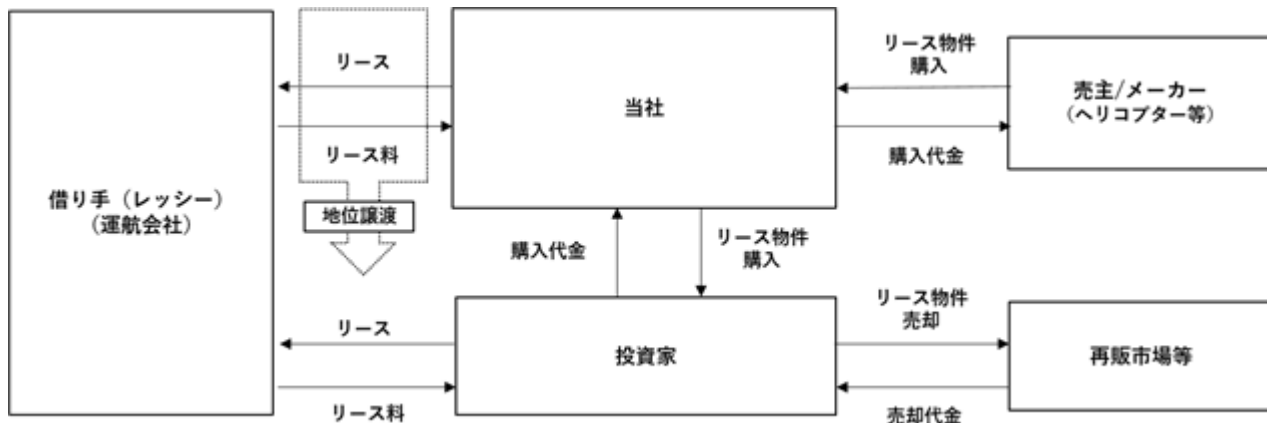 リース
リース料
地位譲渡
借り手（レッシー）
（運航会社）
当社
リース物件
購入
購入代金
売主/メーカー
（ヘリコプター等）
購入代金
リース物件
購入
リース
リース料
投資家
リース物件
売却
売却代金
再販市場等